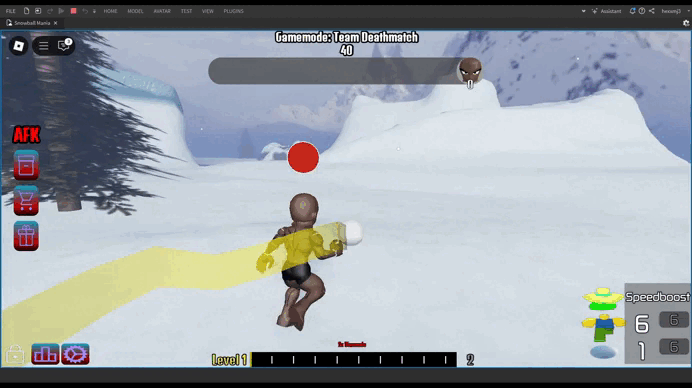 FILE HOME MODEL AVATAR TEST VIEW PLUGINS Assistant
Snowball Mania
Gamemode: Team Deathmatch
40
0
AFK
Speedboost
6 6
1 6
Level 1 2